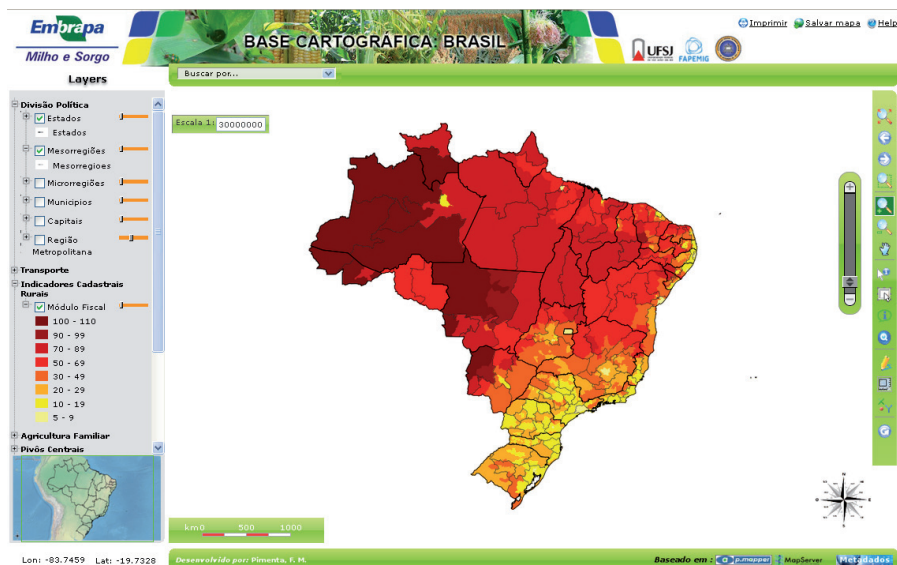 Embrapa
Milho e Sorgo
BASE CARTOGRÁFICA: BRASIL
UFSJ
FAPEMIG
Imprimir Salvar mapa Help
Layers
Buscar por...
Divisão Política
Estados
Estados
Mesorregiões
Mesorregioes
Microrregiões
Municipios
Capitais
Região
Metropolitana
Transporte
Indicadores Cadastrais
Rurais
Módulo Fiscal
100 - 110
90 - 99
70 - 89
50 - 69
30 - 49
20 - 29
10 - 19
5 - 9
Agricultura Familiar
Pivôs Centrais
Escala 1: 30000000
km0 500 1000
Lon: -83.7459 Lat: -19.7328
Desenvolvido por: Pimenta, F. M.
Baseado em : p.mapper MapServer Metadados